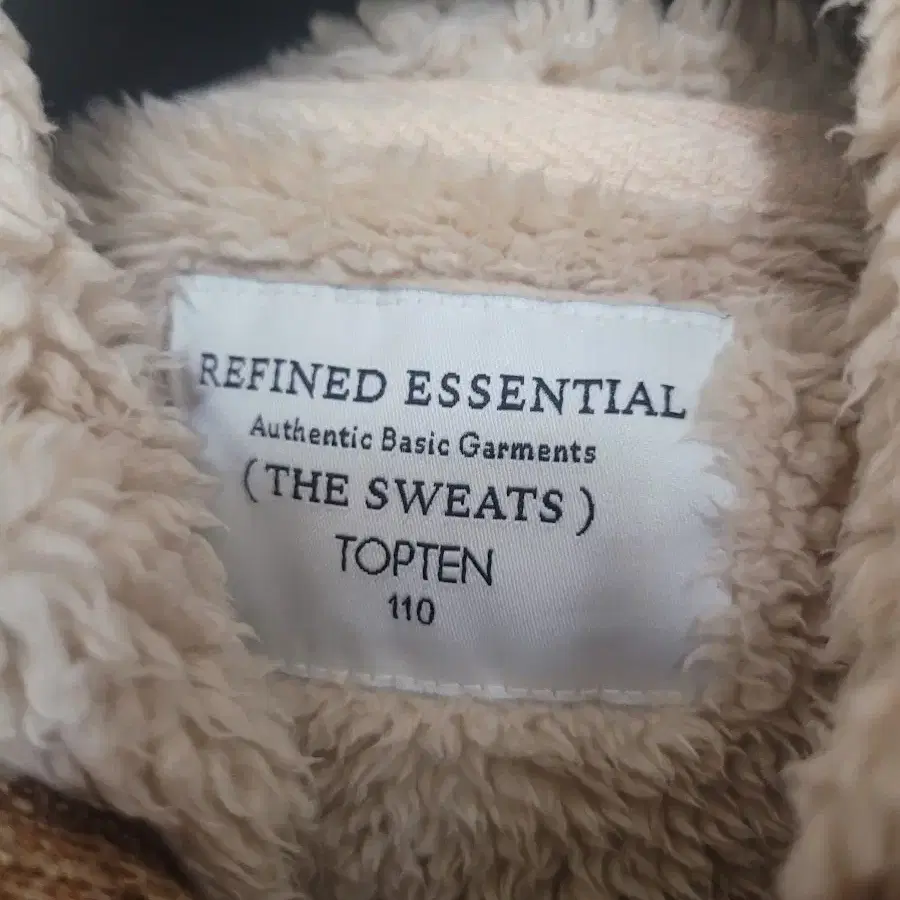 REFINED ESSENTIAL
Authentic Basic Garments
(THE SWEATS)
TOPTEN
110